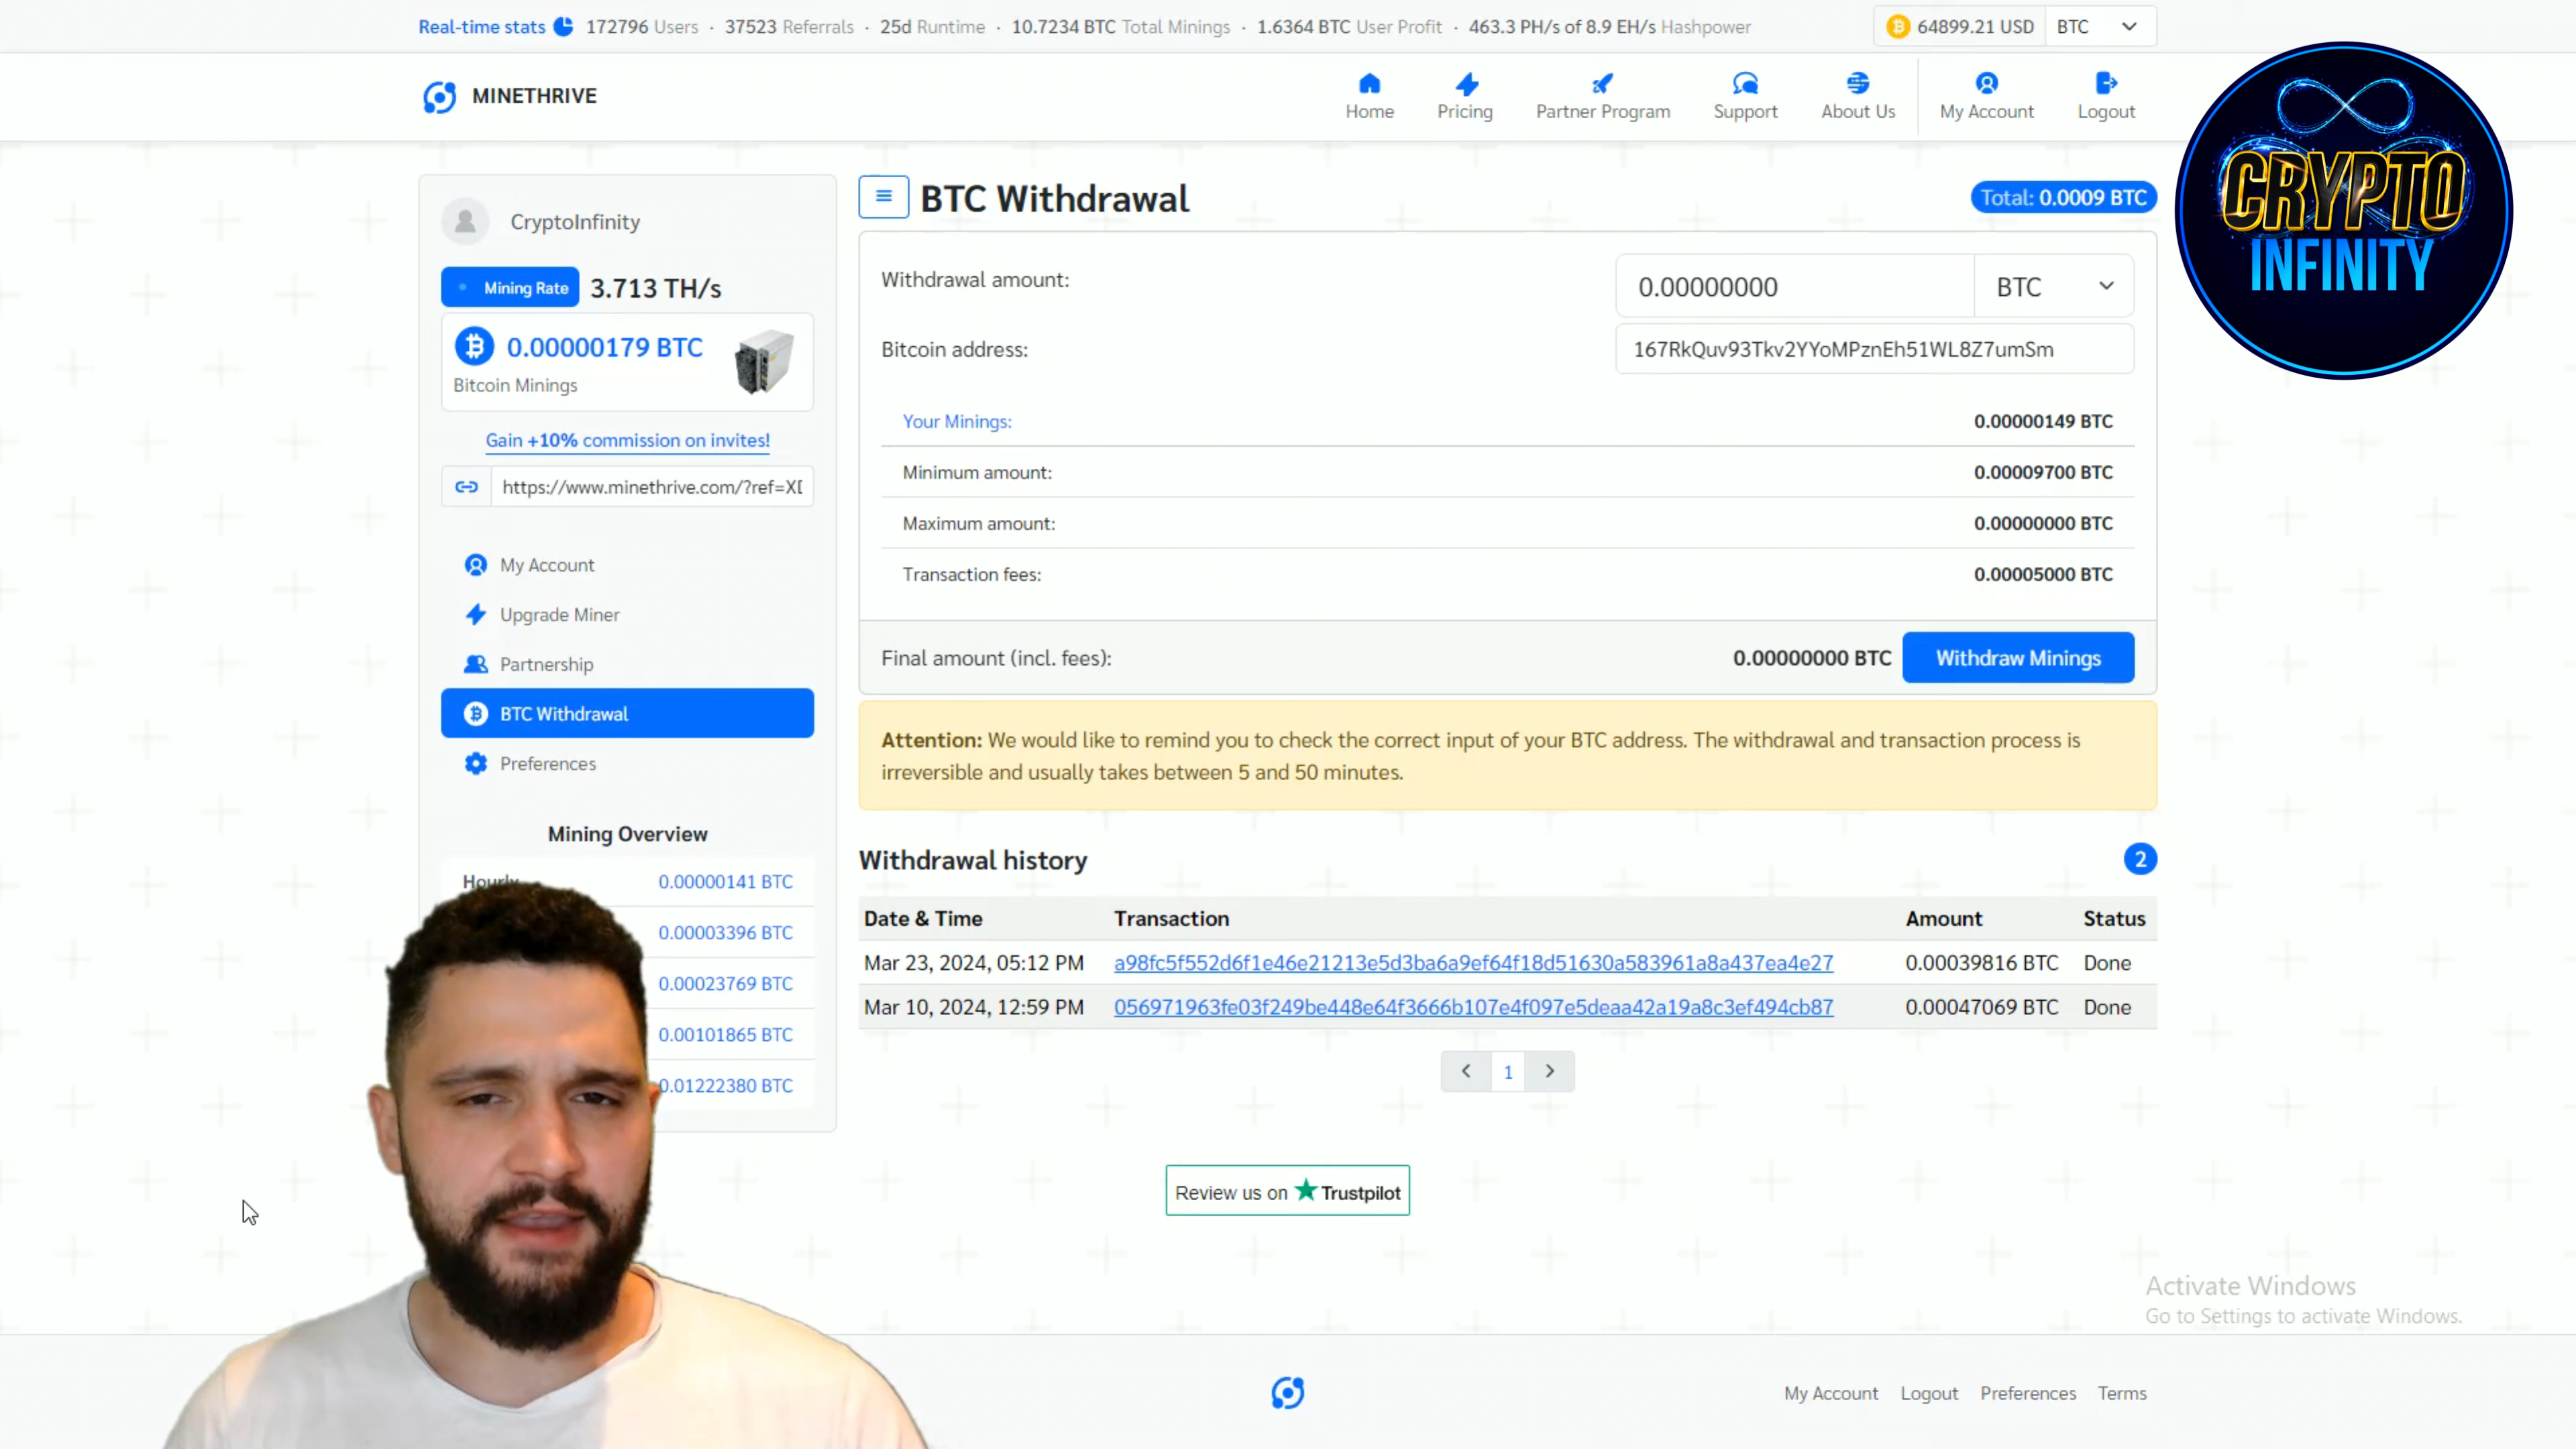 Real-time stats 172796 Users · 37523 Referrals · 25d Runtime · 10.7234 BTC Total Minings · 1.6364 BTC User Profit · 463.3 PH/s of 8.9 EH/s Hashpower
64899.21 USD BTC
MINETHRIVE
Home Pricing Partner Program Support About Us My Account Logout
CRYPTO
INFINITY
CryptoInfinity
Mining Rate 3.713 TH/s
0.00000179 BTC
Bitcoin Minings
Gain +10% commission on invites!
https://www.minethrive.com/?ref=XD
My Account
Upgrade Miner
Partnership
BTC Withdrawal
Preferences
Mining Overview
Hourly 0.00000141 BTC
0.00003396 BTC
0.00023769 BTC
0.00101865 BTC
0.01222380 BTC
BTC Withdrawal
Total: 0.0009 BTC
Withdrawal amount: 0.00000000 BTC
Bitcoin address: 167RkQuv93Tkv2YYoMPznEh51WL8Z7umSm
Your Minings: 0.00000149 BTC
Minimum amount: 0.00009700 BTC
Maximum amount: 0.00000000 BTC
Transaction fees: 0.00005000 BTC
Final amount (incl. fees): 0.00000000 BTC Withdraw Minings
Attention: We would like to remind you to check the correct input of your BTC address. The withdrawal and transaction process is
irreversible and usually takes between 5 and 50 minutes.
Withdrawal history 2
Date & Time Transaction Amount Status
Mar 23, 2024, 05:12 PM a98fc5f552d6f1e46e21213e5d3ba6a9ef64f18d51630a583961a8a437ea4e27 0.00039816 BTC Done
Mar 10, 2024, 12:59 PM 056971963fe03f249be448e64f3666b107e4f097e5deaa42a19a8c3ef494cb87 0.00047069 BTC Done
1
Review us on Trustpilot
Activate Windows
Go to Settings to activate Windows.
My Account Logout Preferences Terms